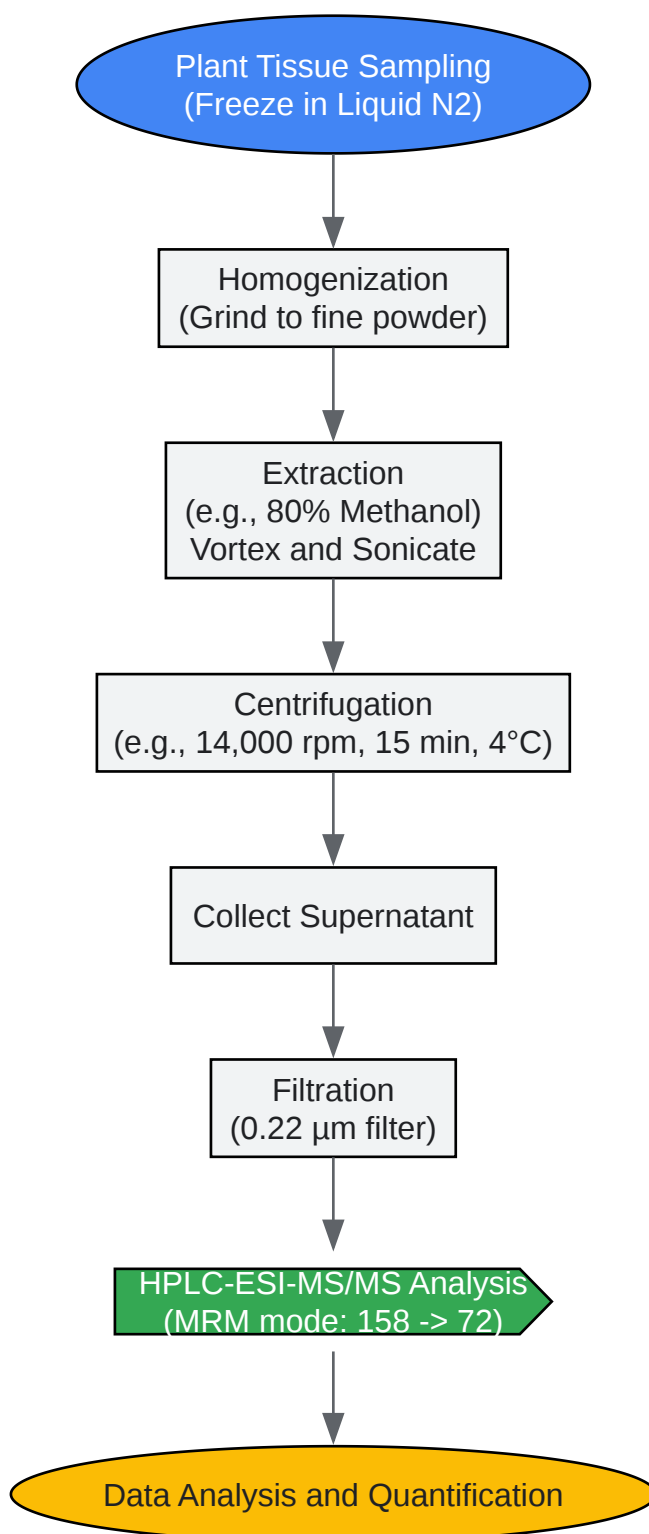 Plant Tissue Sampling
(Freeze in Liquid N2)
Homogenization
(Grind to fine powder)
Extraction
(e.g., 80% Methanol)
Vortex and Sonicate
Centrifugation
(e.g., 14,000 rpm, 15 min, 4°C)
Collect Supernatant
Filtration
(0.22 µm filter)
HPLC-ESI-MS/MS Analysis
(MRM mode: 158 -> 72)
Data Analysis and Quantification